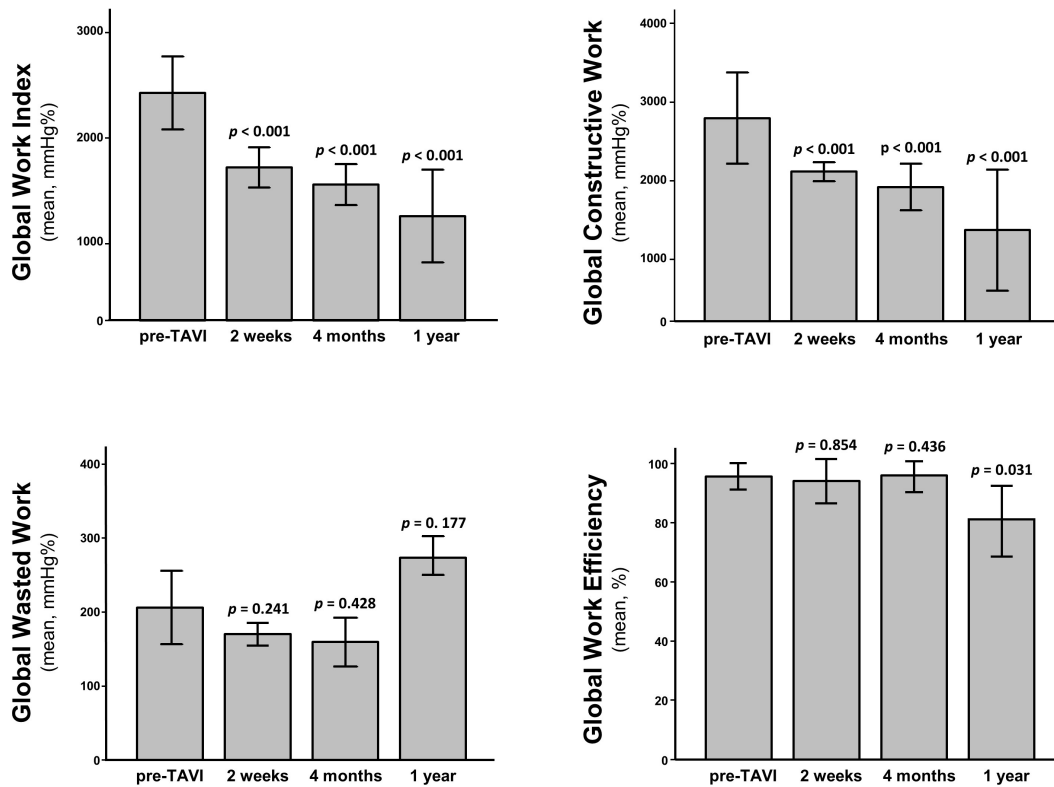 Global Work Index
(mean, mmHg%)
3000
2000
1000
0
p < 0.001
p < 0.001
p < 0.001
pre-TAVI 2 weeks 4 months 1 year
Global Constructive Work
(mean, mmHg%)
4000
3000
2000
1000
0
p < 0.001
p < 0.001
p < 0.001
pre-TAVI 2 weeks 4 months 1 year
Global Wasted Work
(mean, mmHg%)
400
300
200
100
0
p = 0.241
p = 0.428
p = 0. 177
pre-TAVI 2 weeks 4 months 1 year
Global Work Efficiency
(mean, %)
100
80
60
40
20
0
p = 0.854
p = 0.436
p = 0.031
pre-TAVI 2 weeks 4 months 1 year